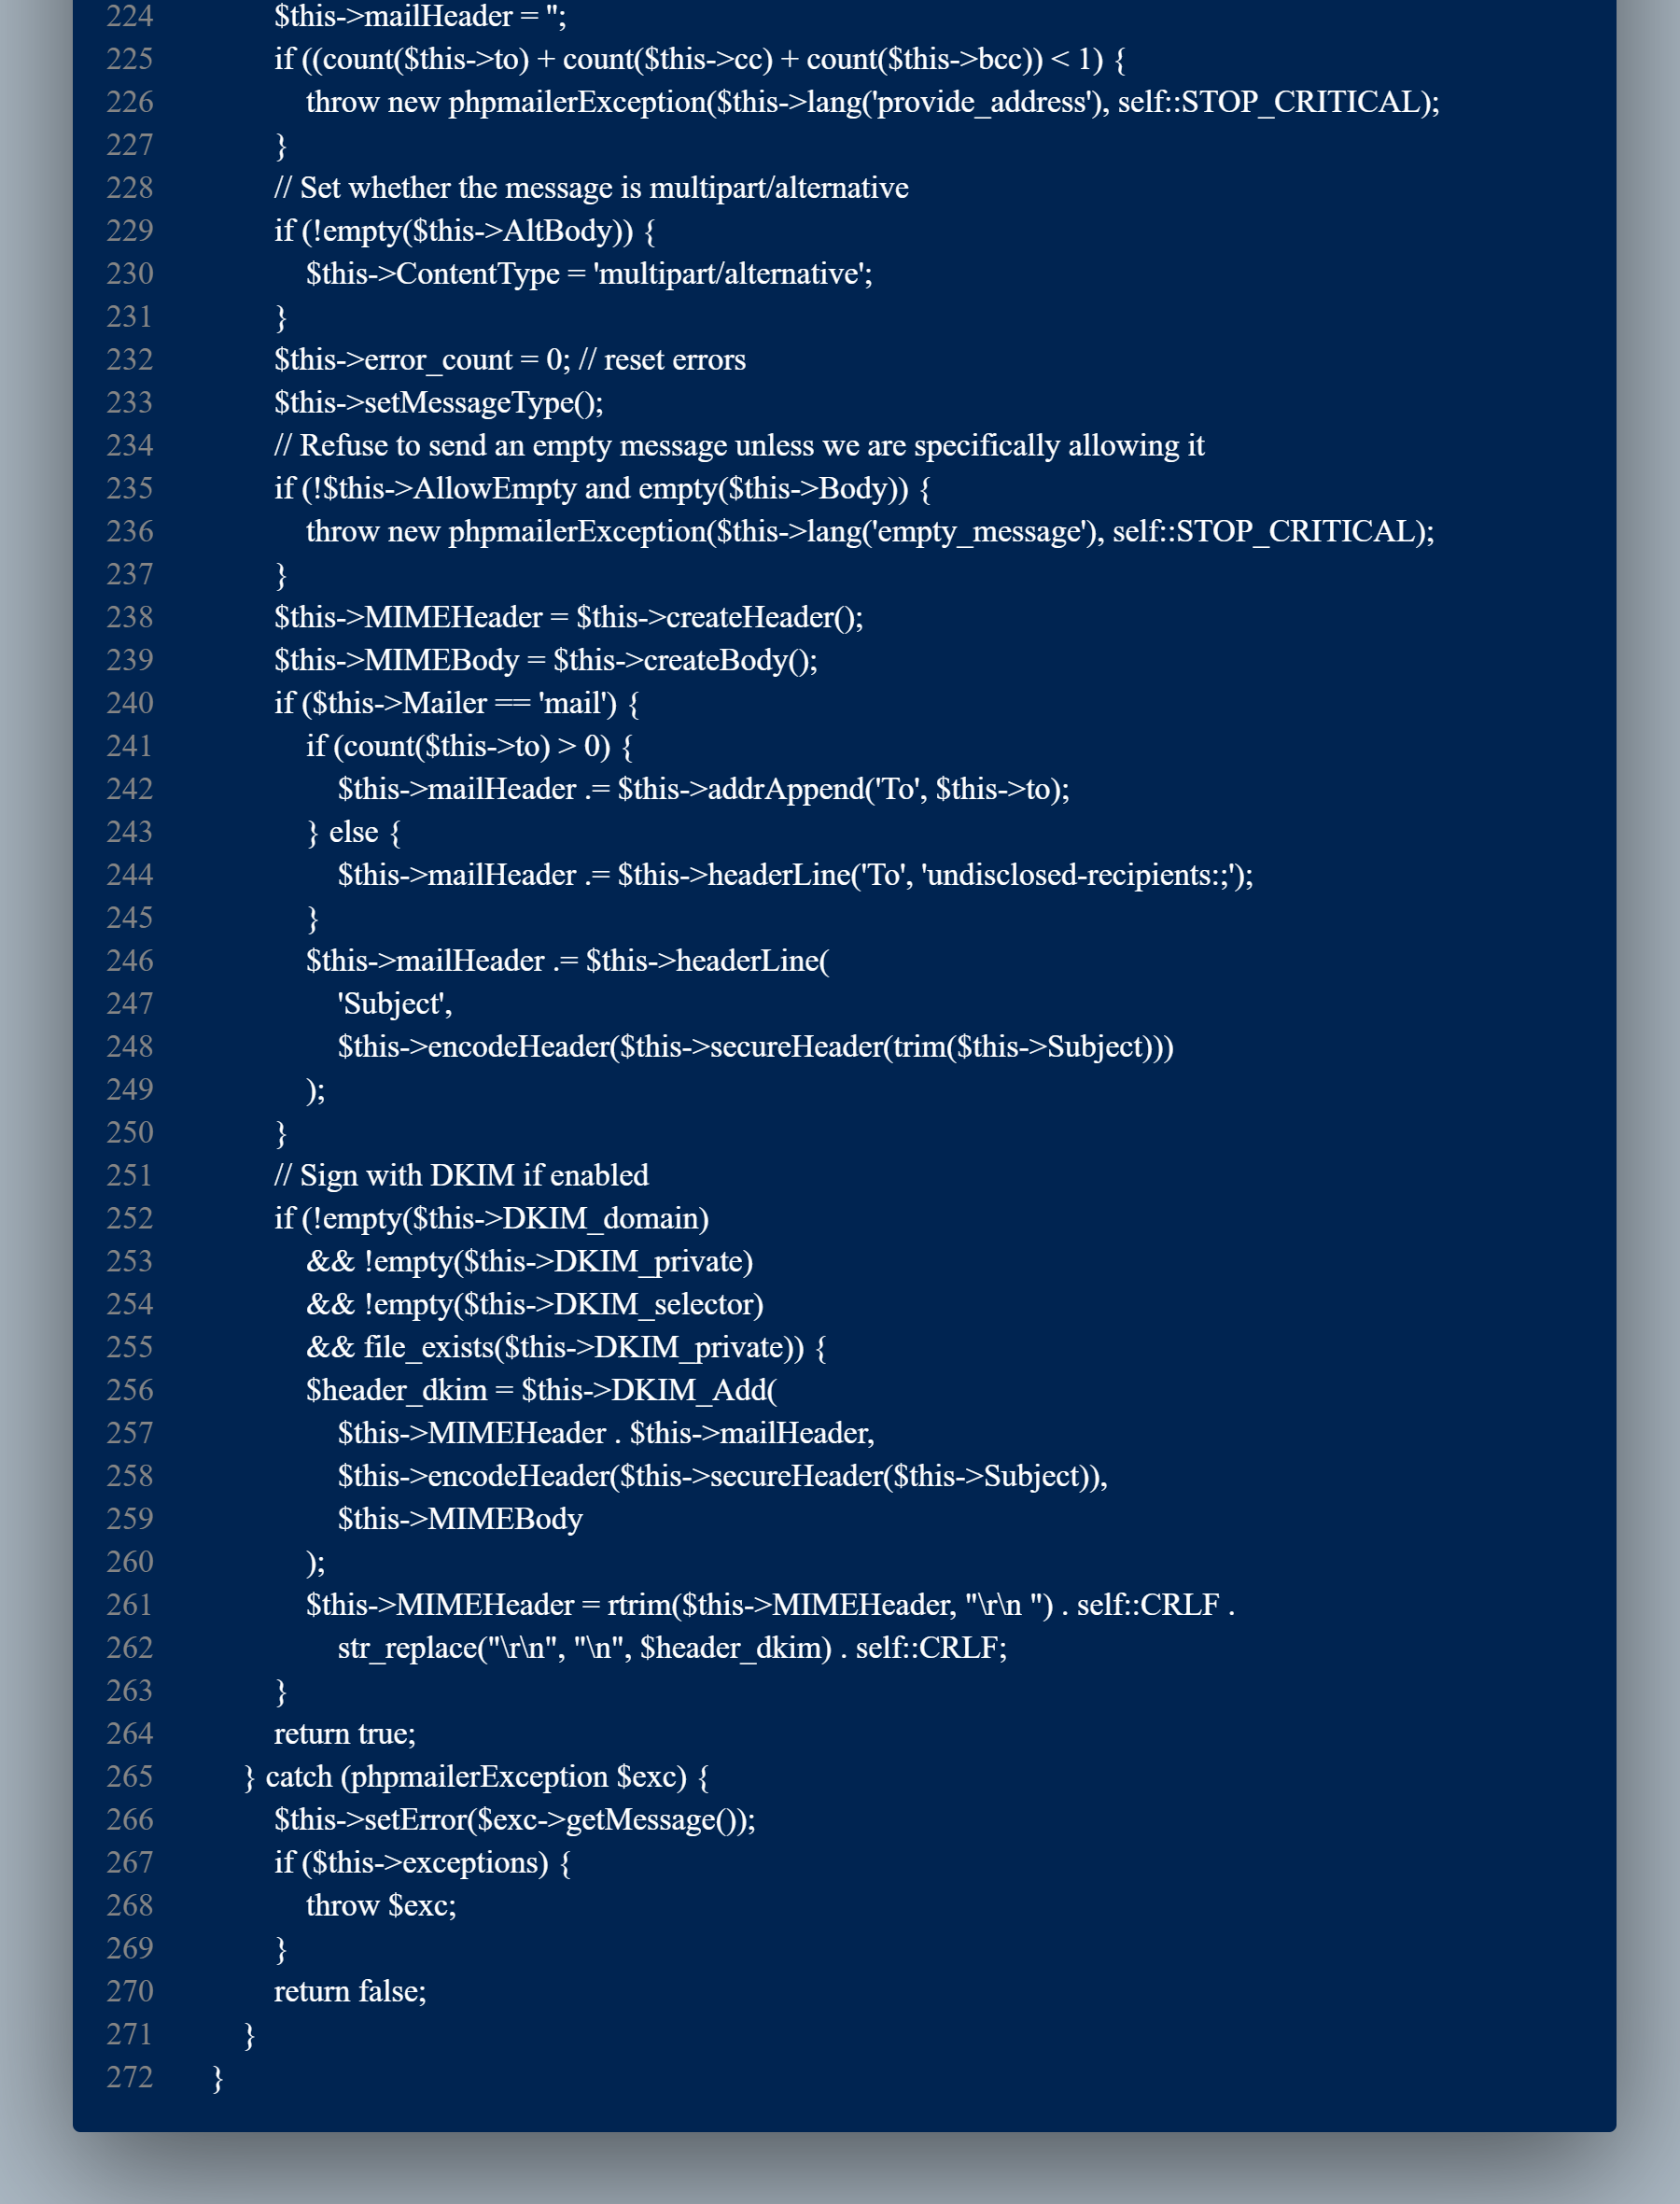 224 $this->mailHeader = '';
225 if ((count($this->to) + count($this->cc) + count($this->bcc)) < 1) {
226 throw new phpmailerException($this->lang('provide_address'), self::STOP_CRITICAL);
227 }
228 // Set whether the message is multipart/alternative
229 if (!empty($this->AltBody)) {
230 $this->ContentType = 'multipart/alternative';
231 }
232 $this->error_count = 0; // reset errors
233 $this->setMessageType();
234 // Refuse to send an empty message unless we are specifically allowing it
235 if (!$this->AllowEmpty and empty($this->Body)) {
236 throw new phpmailerException($this->lang('empty_message'), self::STOP_CRITICAL);
237 }
238 $this->MIMEHeader = $this->createHeader();
239 $this->MIMEBody = $this->createBody();
240 if ($this->Mailer == 'mail') {
241 if (count($this->to) > 0) {
242 $this->mailHeader .= $this->addrAppend('To', $this->to);
243 } else {
244 $this->mailHeader .= $this->headerLine('To', 'undisclosed-recipients:;');
245 }
246 $this->mailHeader .= $this->headerLine(
247 'Subject',
248 $this->encodeHeader($this->secureHeader(trim($this->Subject)))
249 );
250 }
251 // Sign with DKIM if enabled
252 if (!empty($this->DKIM_domain)
253 && !empty($this->DKIM_private)
254 && !empty($this->DKIM_selector)
255 && file_exists($this->DKIM_private)) {
256 $header_dkim = $this->DKIM_Add(
257 $this->MIMEHeader . $this->mailHeader,
258 $this->encodeHeader($this->secureHeader($this->Subject)),
259 $this->MIMEBody
260 );
261 $this->MIMEHeader = rtrim($this->MIMEHeader, "\r\n ") . self::CRLF .
262 str_replace("\r\n", "\n", $header_dkim) . self::CRLF;
263 }
264 return true;
265 } catch (phpmailerException $exc) {
266 $this->setError($exc->getMessage());
267 if ($this->exceptions) {
268 throw $exc;
269 }
270 return false;
271 }
272 }